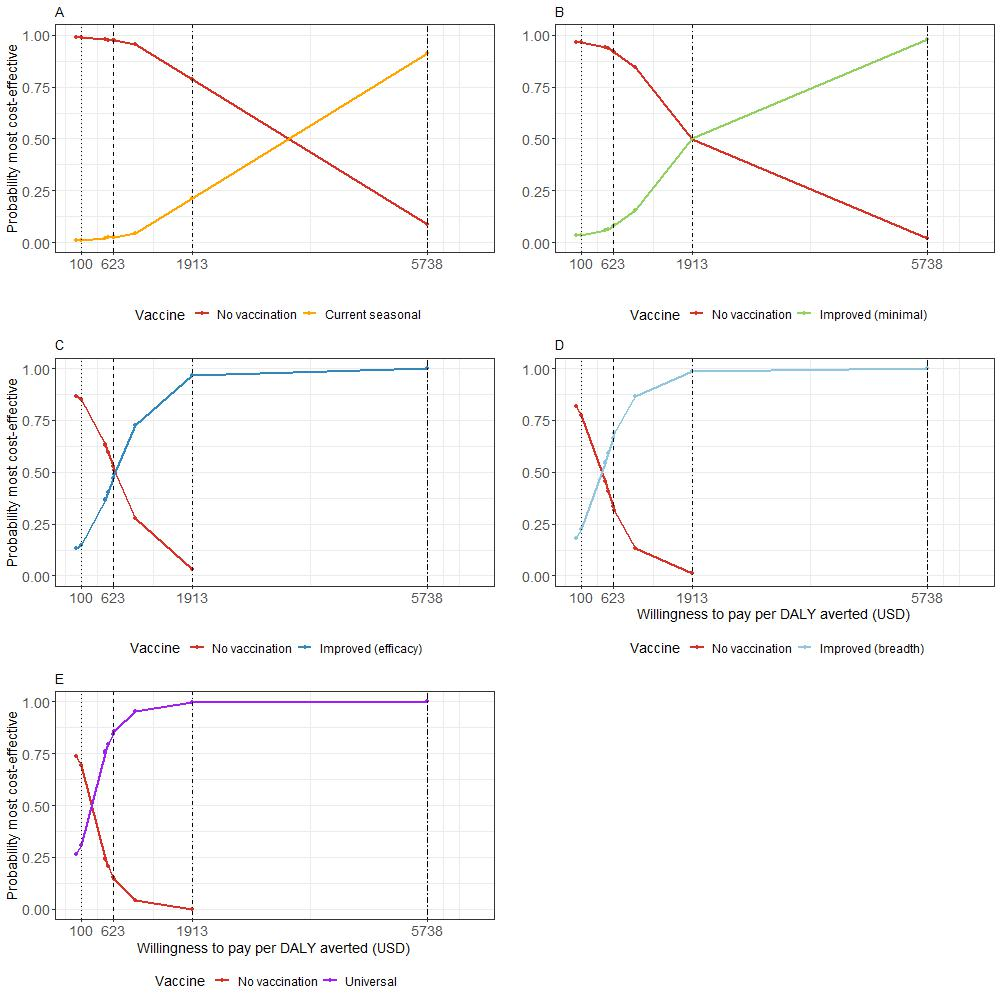 A
Probability most cost-effective
1.00
0.75
0.50
0.25
0.00
100 623 1913 5738
Vaccine No vaccination Current seasonal
B
1.00
0.75
0.50
0.25
0.00
100 623 1913 5738
Vaccine No vaccination Improved (minimal)
C
Probability most cost-effective
1.00
0.75
0.50
0.25
0.00
100 623 1913 5738
Vaccine No vaccination Improved (efficacy)
D
1.00
0.75
0.50
0.25
0.00
100 623 1913 5738
Willingness to pay per DALY averted (USD)
Vaccine No vaccination Improved (breadth)
E
Probability most cost-effective
1.00
0.75
0.50
0.25
0.00
100 623 1913 5738
Willingness to pay per DALY averted (USD)
Vaccine No vaccination Universal